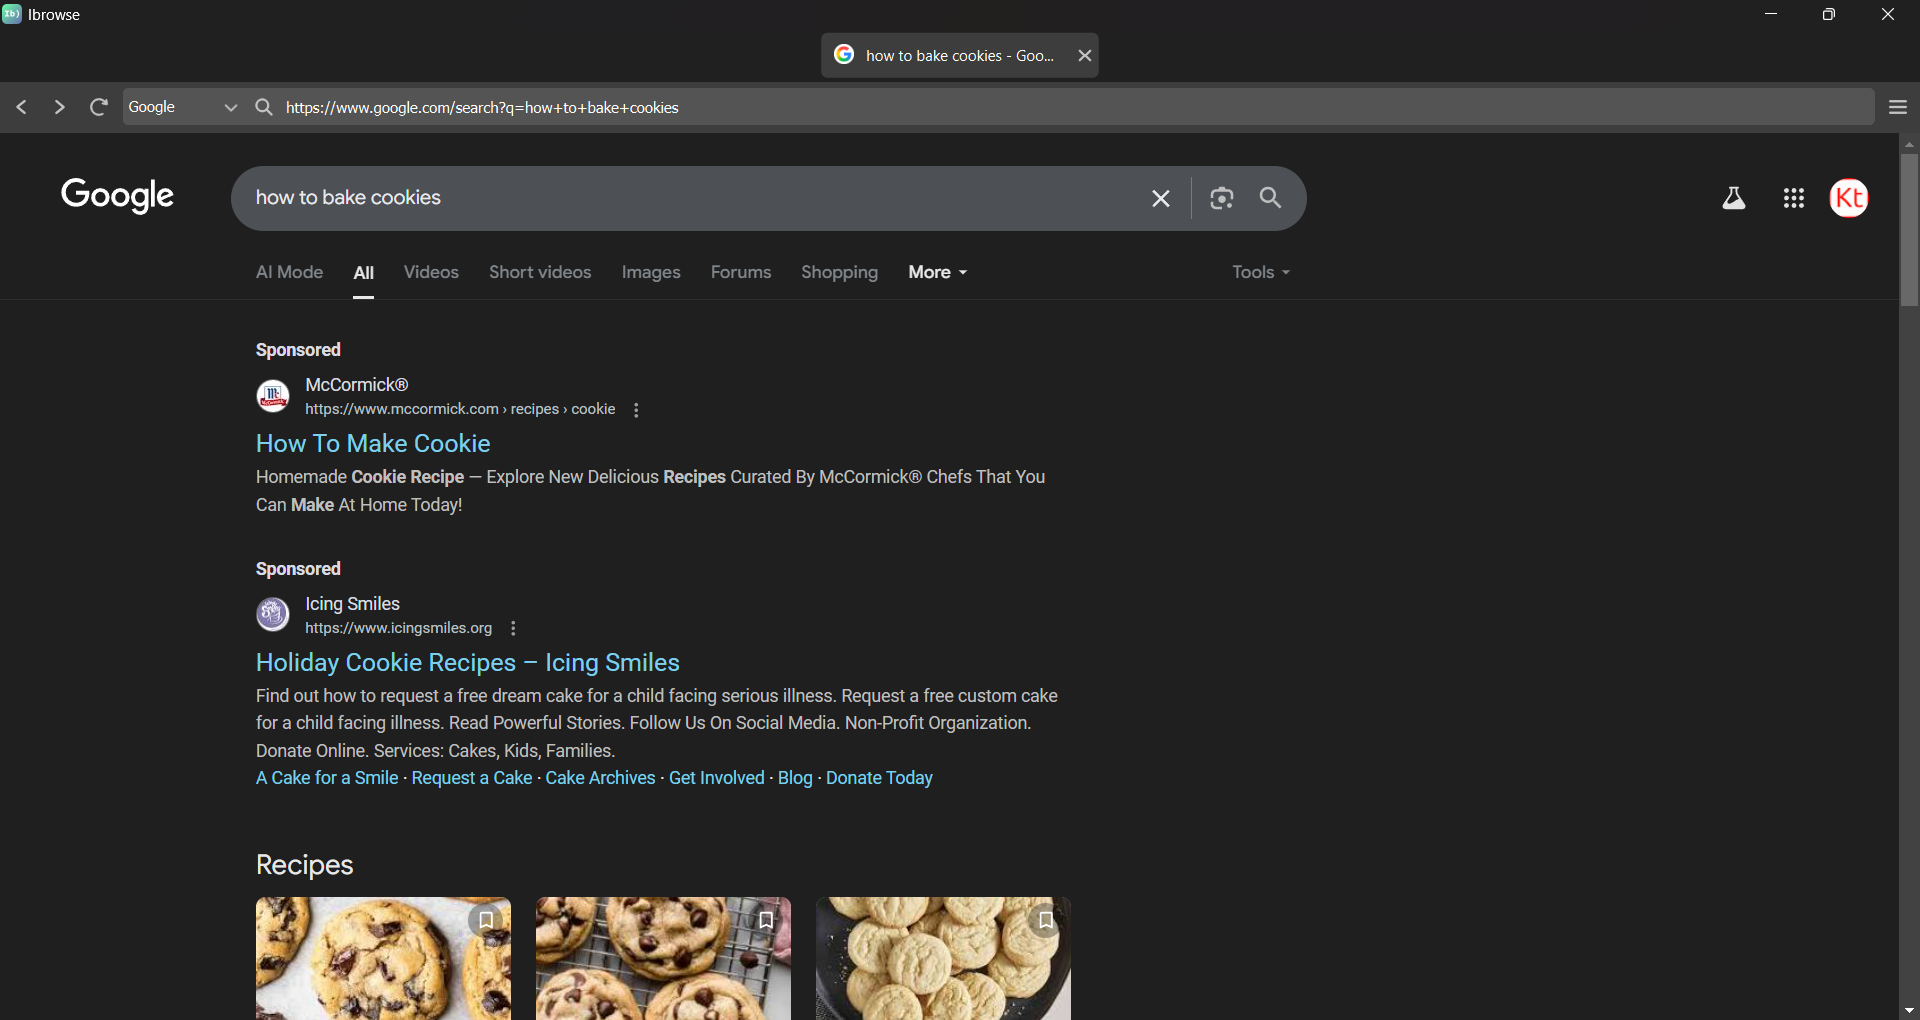 Ibrowse
how to bake cookies - Goo...
Google
https://www.google.com/search?q=how+to+bake+cookies
Google
how to bake cookies
Kt
AI Mode
All
Videos
Short videos
Images
Forums
Shopping
More
Tools
Sponsored
McCormick®
https://www.mccormick.com › recipes › cookie
How To Make Cookie
Homemade Cookie Recipe — Explore New Delicious Recipes Curated By McCormick® Chefs That You
Can Make At Home Today!
Sponsored
Icing Smiles
https://www.icingsmiles.org
Holiday Cookie Recipes – Icing Smiles
Find out how to request a free dream cake for a child facing serious illness. Request a free custom cake
for a child facing illness. Read Powerful Stories. Follow Us On Social Media. Non-Profit Organization.
Donate Online. Services: Cakes, Kids, Families.
A Cake for a Smile · Request a Cake · Cake Archives · Get Involved · Blog · Donate Today
Recipes